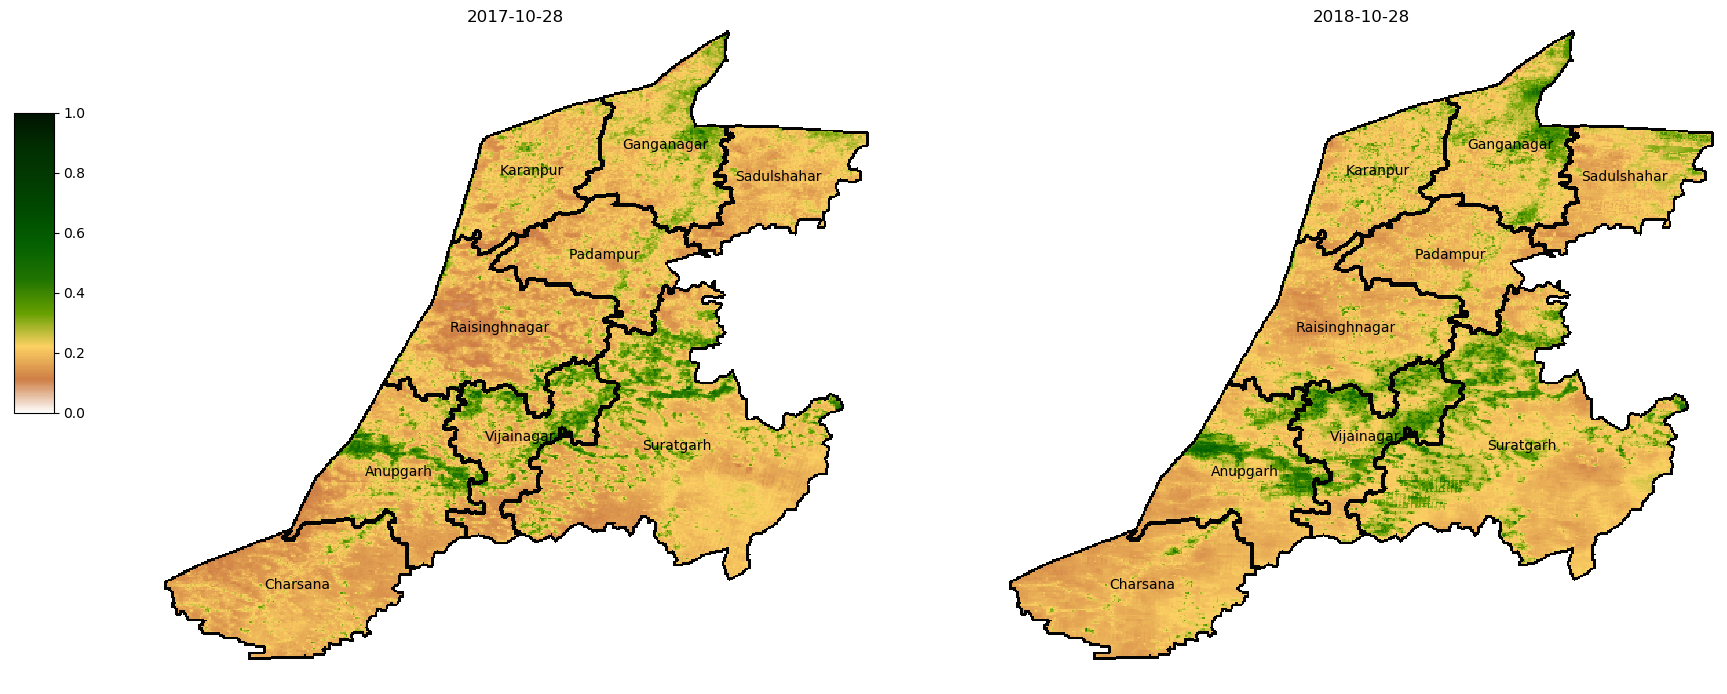 2017-10-28
2018-10-28
1.0
0.8
0.6
0.4
0.2
0.0
Ganganagar
Karanpur
Sadulshahar
Padampur
Raisinghnagar
Vijainagar
Suratgarh
Anupgarh
Charsana
Ganganagar
Karanpur
Sadulshahar
Padampur
Raisinghnagar
Vijainagar
Suratgarh
Anupgarh
Charsana